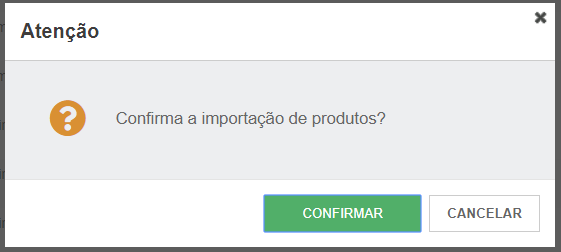 Atenção
Confirma a importação de produtos?
CONFIRMAR
CANCELAR